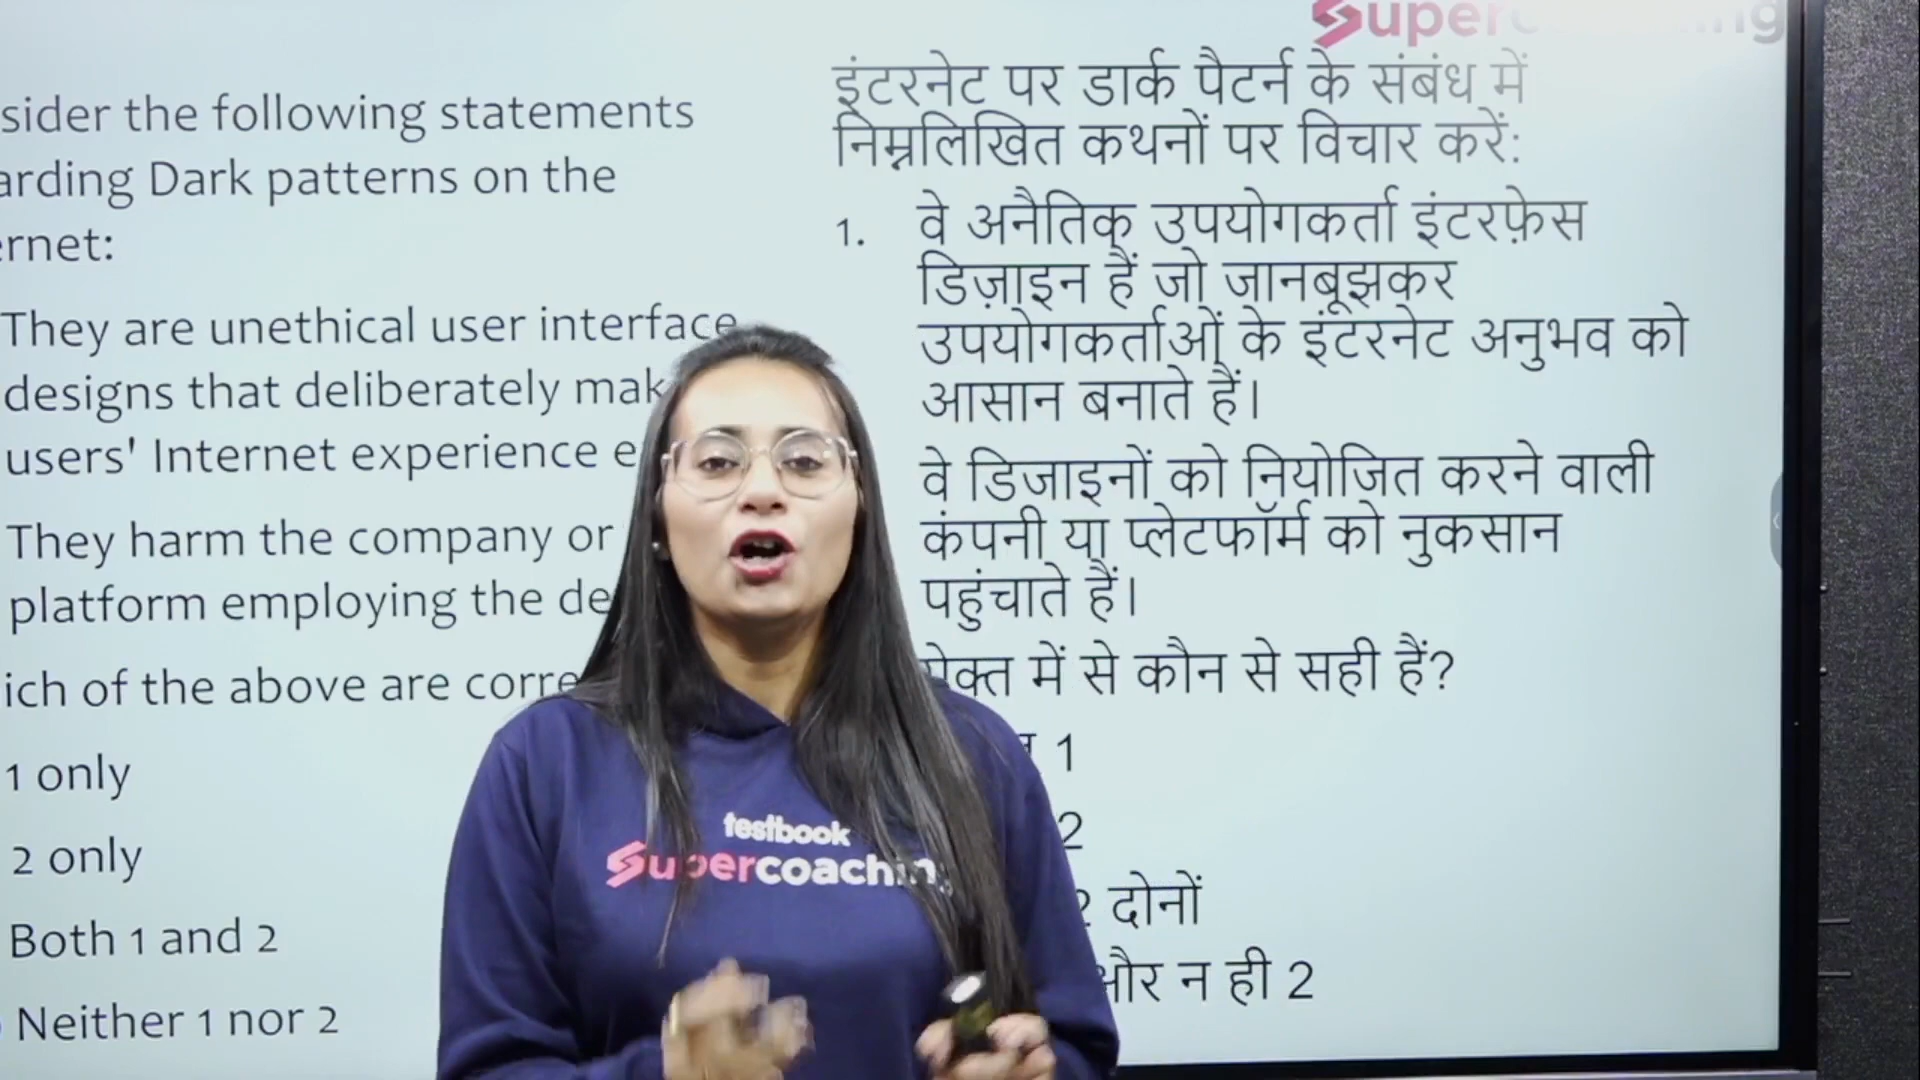 Supercoaching
sider the following statements
arding Dark patterns on the
ernet:
They are unethical user interface
designs that deliberately mak
users' Internet experience e
They harm the company or
platform employing the de
ich of the above are corre
1 only
2 only
Both 1 and 2
Neither 1 nor 2
इंटरनेट पर डार्क पैटर्न के संबंध में
निम्नलिखित कथनों पर विचार करें:
1. वे अनैतिक उपयोगकर्ता इंटरफ़ेस
डिज़ाइन हैं जो जानबूझकर
उपयोगकर्ताओं के इंटरनेट अनुभव को
आसान बनाते हैं।
वे डिजाइनों को नियोजित करने वाली
कंपनी या प्लेटफॉर्म को नुकसान
पहुंचाते हैं।
में से कौन से सही हैं?
1
2
2 दोनों
और न ही 2
testbook
Supercoaching